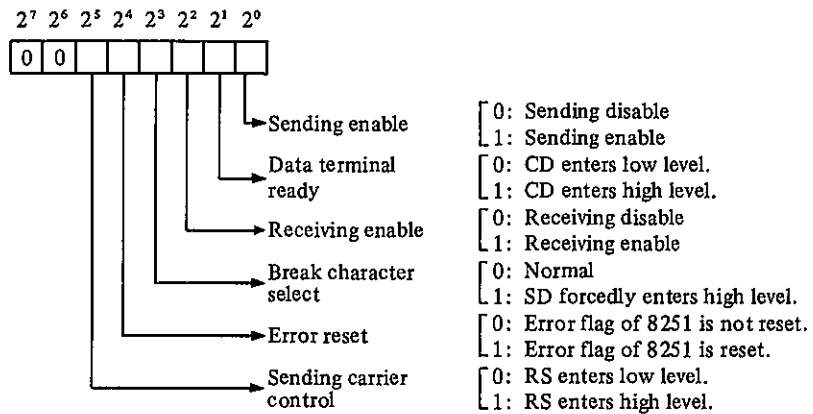 2⁷ 2⁶ 2⁵ 2⁴ 2³ 2² 2¹ 2⁰
0 0
Sending enable
0: Sending disable
1: Sending enable
Data terminal
ready
0: CD enters low level.
1: CD enters high level.
Receiving enable
0: Receiving disable
1: Receiving enable
Break character
select
0: Normal
1: SD forcedly enters high level.
Error reset
0: Error flag of 8251 is not reset.
1: Error flag of 8251 is reset.
Sending carrier
control
0: RS enters low level.
1: RS enters high level.